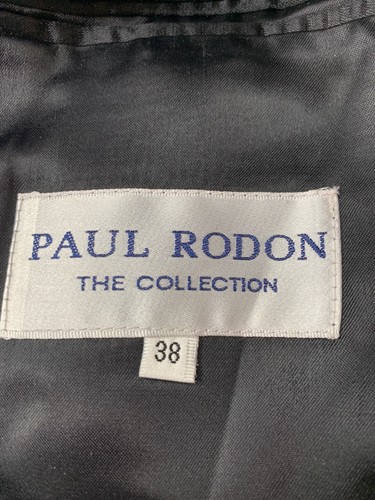 PAUL RODON
THE COLLECTION
38